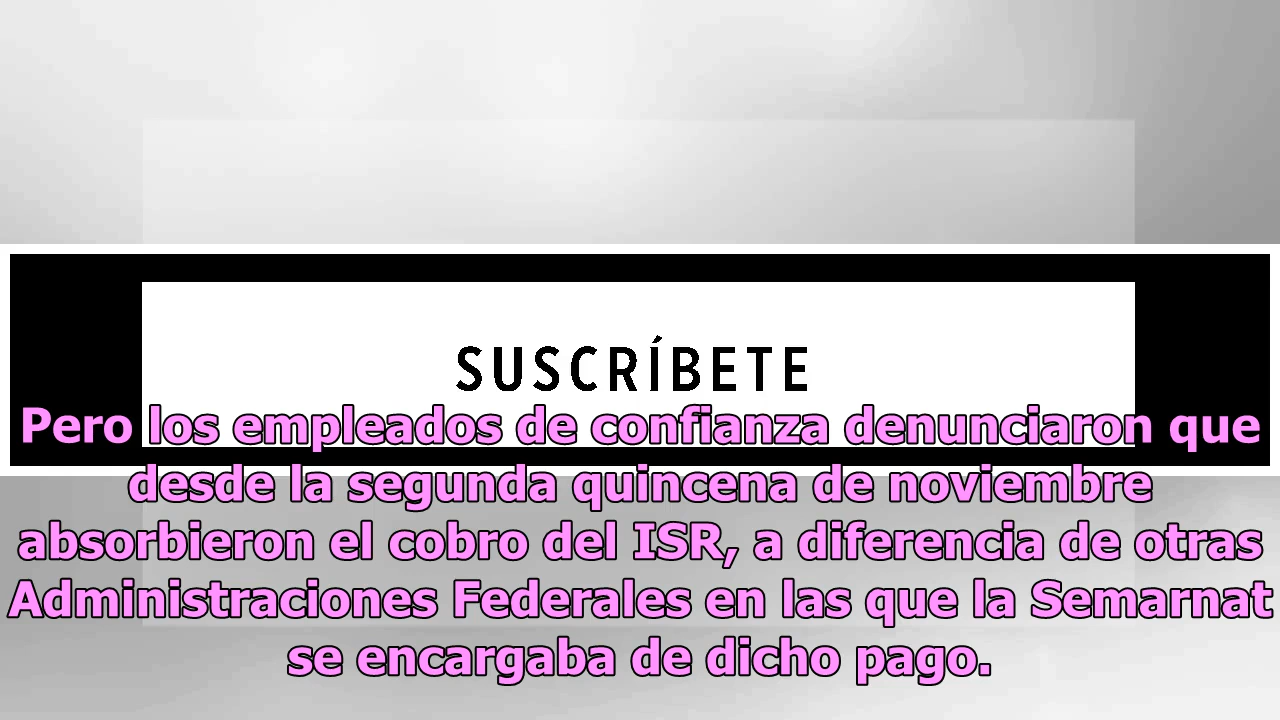 SUSCRÍBETE
Pero los empleados de confianza denunciaron que
desde la segunda quincena de noviembre
absorbieron el cobro del ISR, a diferencia de otras
Administraciones Federales en las que la Semarnat
se encargaba de dicho pago.